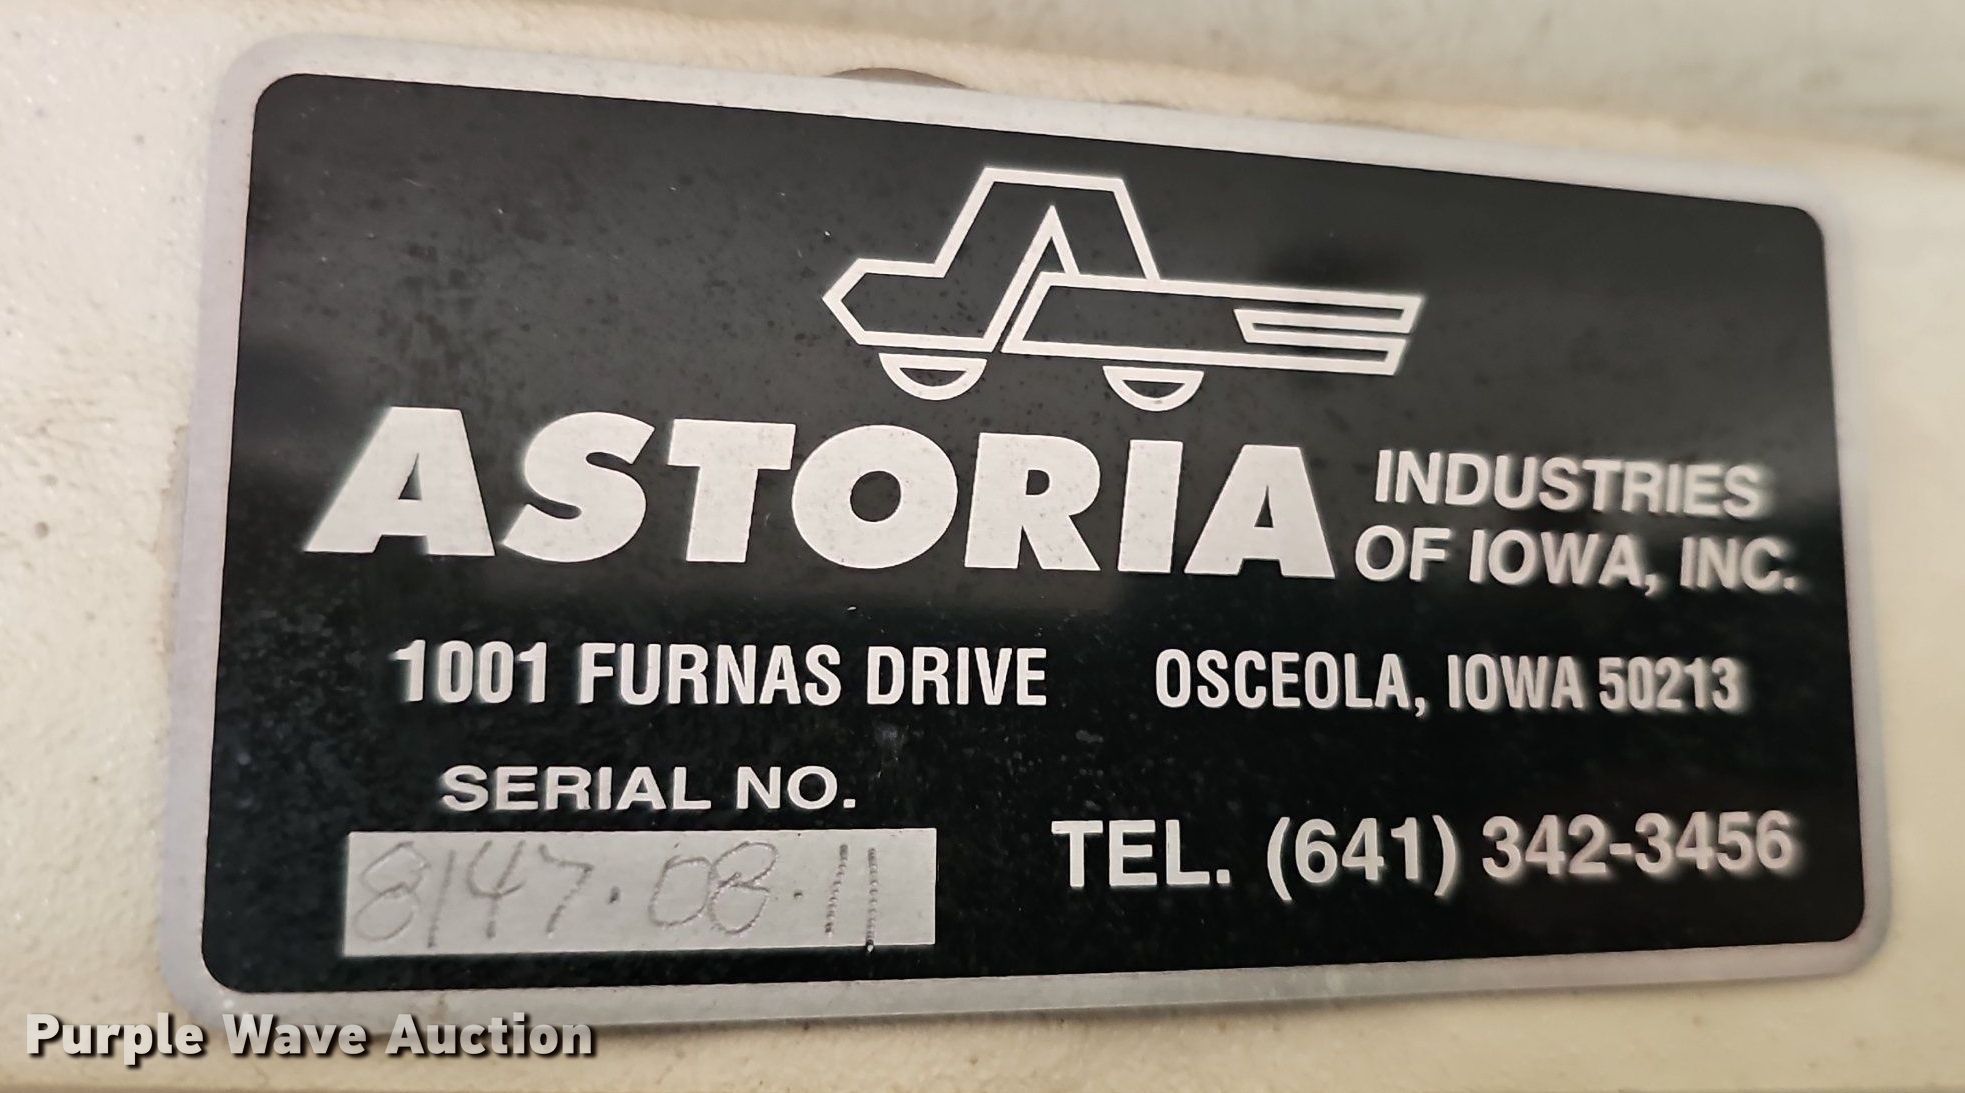 ASTORIA INDUSTRIES
OF IOWA, INC.
1001 FURNAS DRIVE OSCEOLA, IOWA 50213
SERIAL NO.
TEL. (641) 342-3456
8147.08.11
Purple Wave Auction